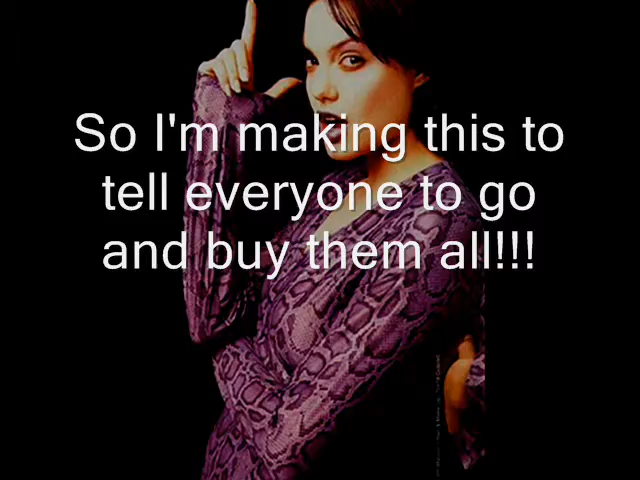 So I'm making this to
tell everyone to go
and buy them all!!!